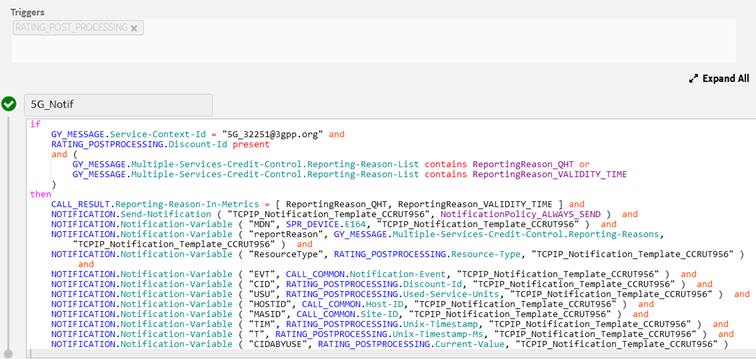 Triggers
RATING_POST_PROCESSING ×
Expand All
5G_Notif
if
GY_MESSAGE.Service-Context-Id = "5G_32251@3gpp.org" and
RATING_POSTPROCESSING.Discount-Id present
and (
GY_MESSAGE.Multiple-Services-Credit-Control.Reporting-Reason-List contains ReportingReason_QHT or
GY_MESSAGE.Multiple-Services-Credit-Control.Reporting-Reason-List contains ReportingReason_VALIDITY_TIME
)
then
CALL_RESULT.Reporting-Reason-In-Metrics = [ ReportingReason_QHT, ReportingReason_VALIDITY_TIME ] and
NOTIFICATION.Send-Notification ( "TCPIP_Notification_Template_CCRUT956", NotificationPolicy_ALWAYS_SEND ) and
NOTIFICATION.Notification-Variable ( "MDN", SPR_DEVICE.E164, "TCPIP_Notification_Template_CCRUT956" ) and
NOTIFICATION.Notification-Variable ( "reportReason", GY_MESSAGE.Multiple-Services-Credit-Control.Reporting-Reasons,
"TCPIP_Notification_Template_CCRUT956" ) and
NOTIFICATION.Notification-Variable ( "ResourceType", RATING_POSTPROCESSING.Resource-Type, "TCPIP_Notification_Template_CCRUT956" )
and
NOTIFICATION.Notification-Variable ( "EVT", CALL_COMMON.Notification-Event, "TCPIP_Notification_Template_CCRUT956" ) and
NOTIFICATION.Notification-Variable ( "CID", RATING_POSTPROCESSING.Discount-Id, "TCPIP_Notification_Template_CCRUT956" ) and
NOTIFICATION.Notification-Variable ( "USU", RATING_POSTPROCESSING.Used-Service-Units, "TCPIP_Notification_Template_CCRUT956" ) and
NOTIFICATION.Notification-Variable ( "HOSTID", CALL_COMMON.Host-ID, "TCPIP_Notification_Template_CCRUT956" ) and
NOTIFICATION.Notification-Variable ( "MASID", CALL_COMMON.Site-ID, "TCPIP_Notification_Template_CCRUT956" ) and
NOTIFICATION.Notification-Variable ( "TIM", RATING_POSTPROCESSING.Unix-Timestamp, "TCPIP_Notification_Template_CCRUT956" ) and
NOTIFICATION.Notification-Variable ( "T", RATING_POSTPROCESSING.Unix-Timestamp-Ms, "TCPIP_Notification_Template_CCRUT956" ) and
NOTIFICATION.Notification-Variable ( "CIDABYUSE", RATING_POSTPROCESSING.Current-Value, "TCPIP_Notification_Template_CCRUT956" )